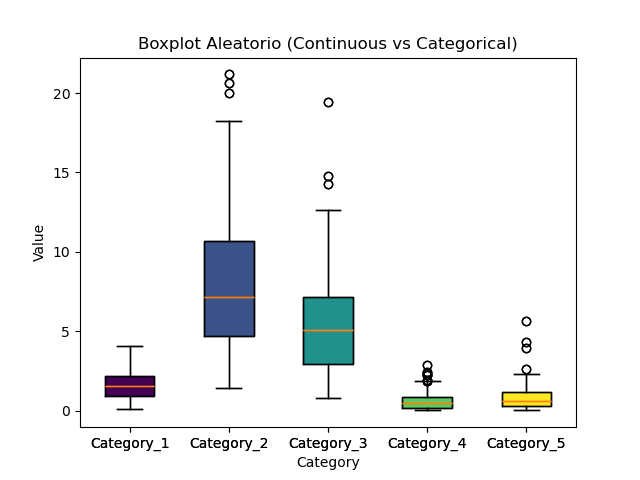 Boxplot Aleatorio (Continuous vs Categorical)
20
15
10
5
0
Value
Category_1 Category_2 Category_3 Category_4 Category_5
Category